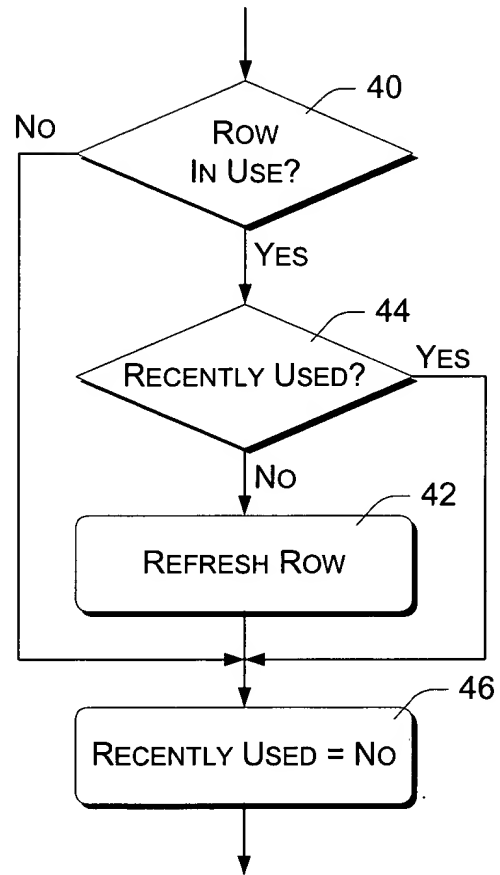 40
NO
ROW
IN USE?
YES
44
RECENTLY USED?
YES
NO
42
REFRESH ROW
46
RECENTLY USED = NO